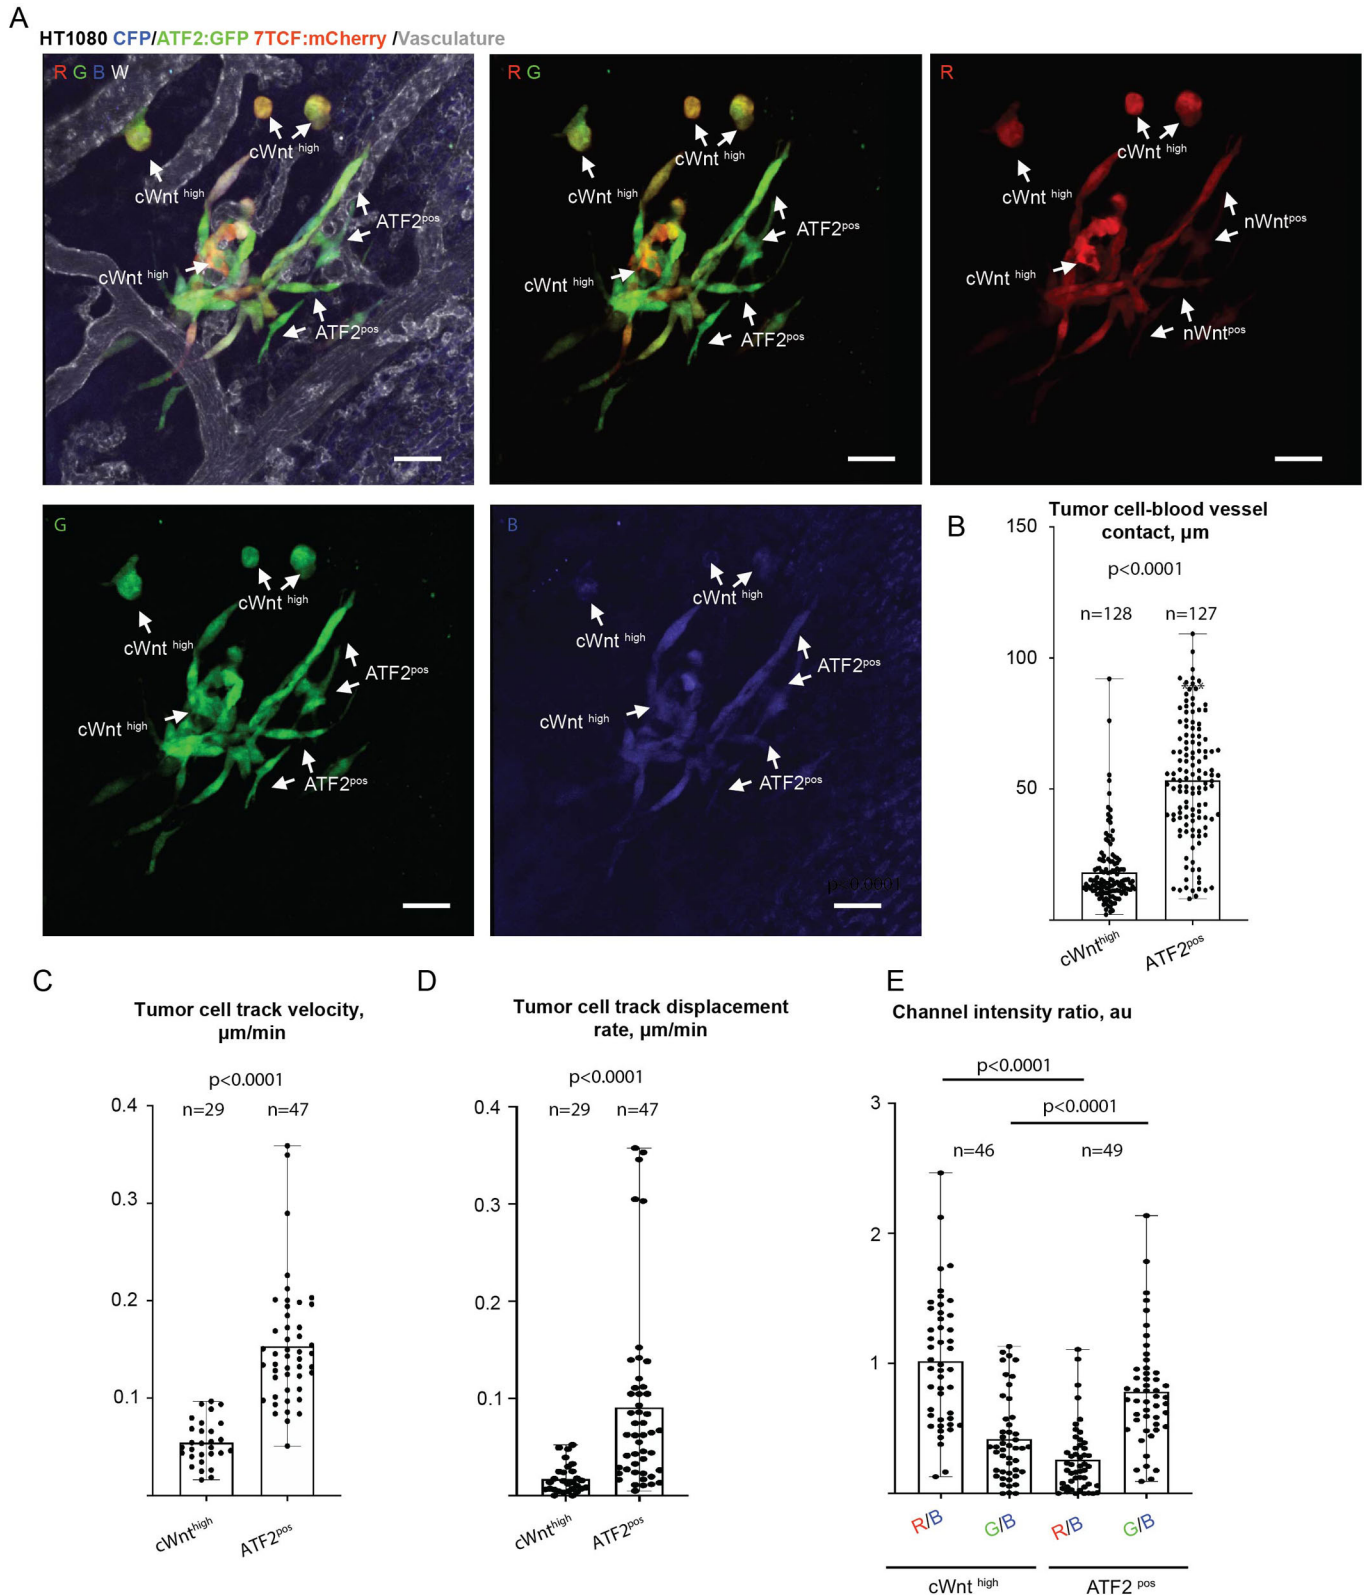 A
HT1080 CFP/ATF2:GFP 7TCF:mCherry /Vasculature
R G B W
cWnt high
cWnt high
ATF2pos
cWnt high
ATF2pos
R G
cWnt high
cWnt high
ATF2pos
cWnt high
ATF2pos
R
cWnt high
cWnt high
nWntpos
cWnt high
nWntpos
G
cWnt high
cWnt high
ATF2pos
cWnt high
ATF2pos
B
cWnt high
cWnt high
ATF2pos
cWnt high
ATF2pos
p<0.0001
B
Tumor cell-blood vessel
contact, µm
p<0.0001
n=128 n=127
150
100
50
****
cWnthigh
ATF2pos
C
Tumor cell track velocity,
µm/min
p<0.0001
n=29 n=47
0.4
0.3
0.2
0.1
cWnthigh
ATF2pos
D
Tumor cell track displacement
rate, µm/min
p<0.0001
n=29 n=47
0.4
0.3
0.2
0.1
cWnthigh
ATF2pos
E
Channel intensity ratio, au
p<0.0001
p<0.0001
n=46 n=49
3
2
1
R/B G/B R/B G/B
cWnt high ATF2 pos